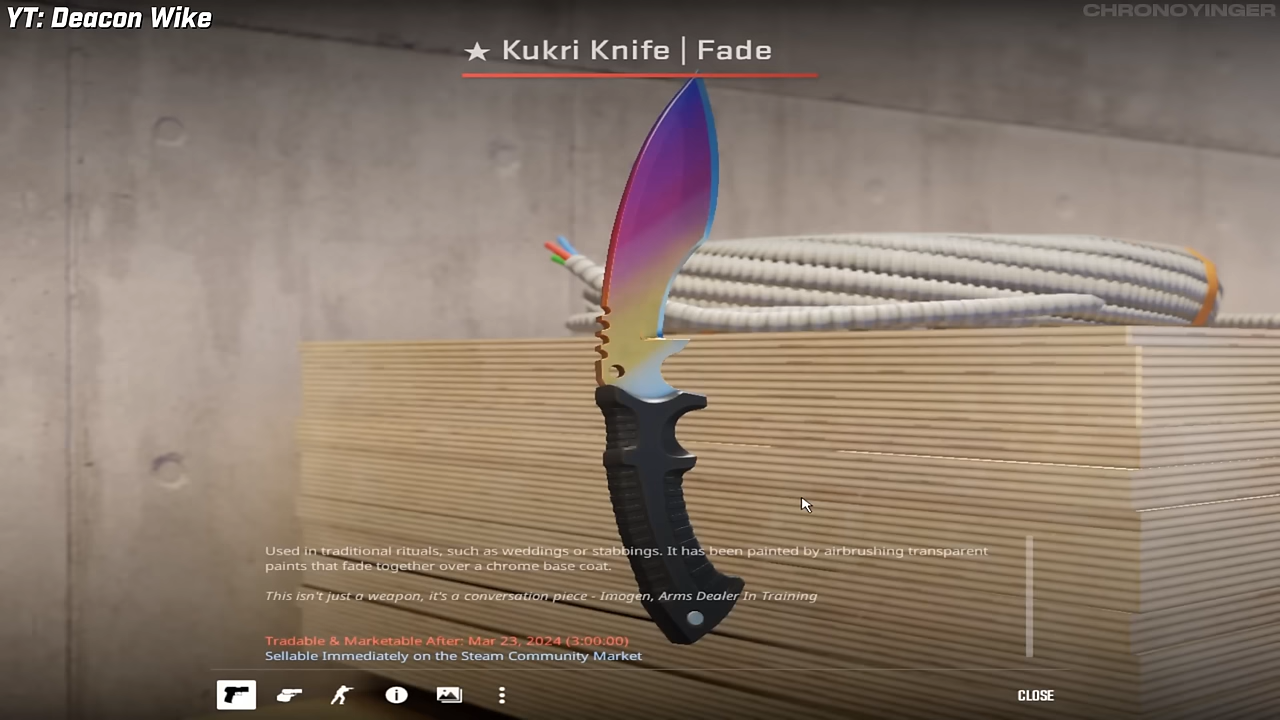 YT: Deacon Wike
CHRONOYINGER
★ Kukri Knife | Fade
Used in traditional rituals, such as weddings or stabbings. It has been painted by airbrushing transparent
paints that fade together over a chrome base coat.
This isn't just a weapon, it's a conversation piece - Imogen, Arms Dealer In Training
Tradable & Marketable After: Mar 23, 2024 (3:00:00)
Sellable Immediately on the Steam Community Market
CLOSE